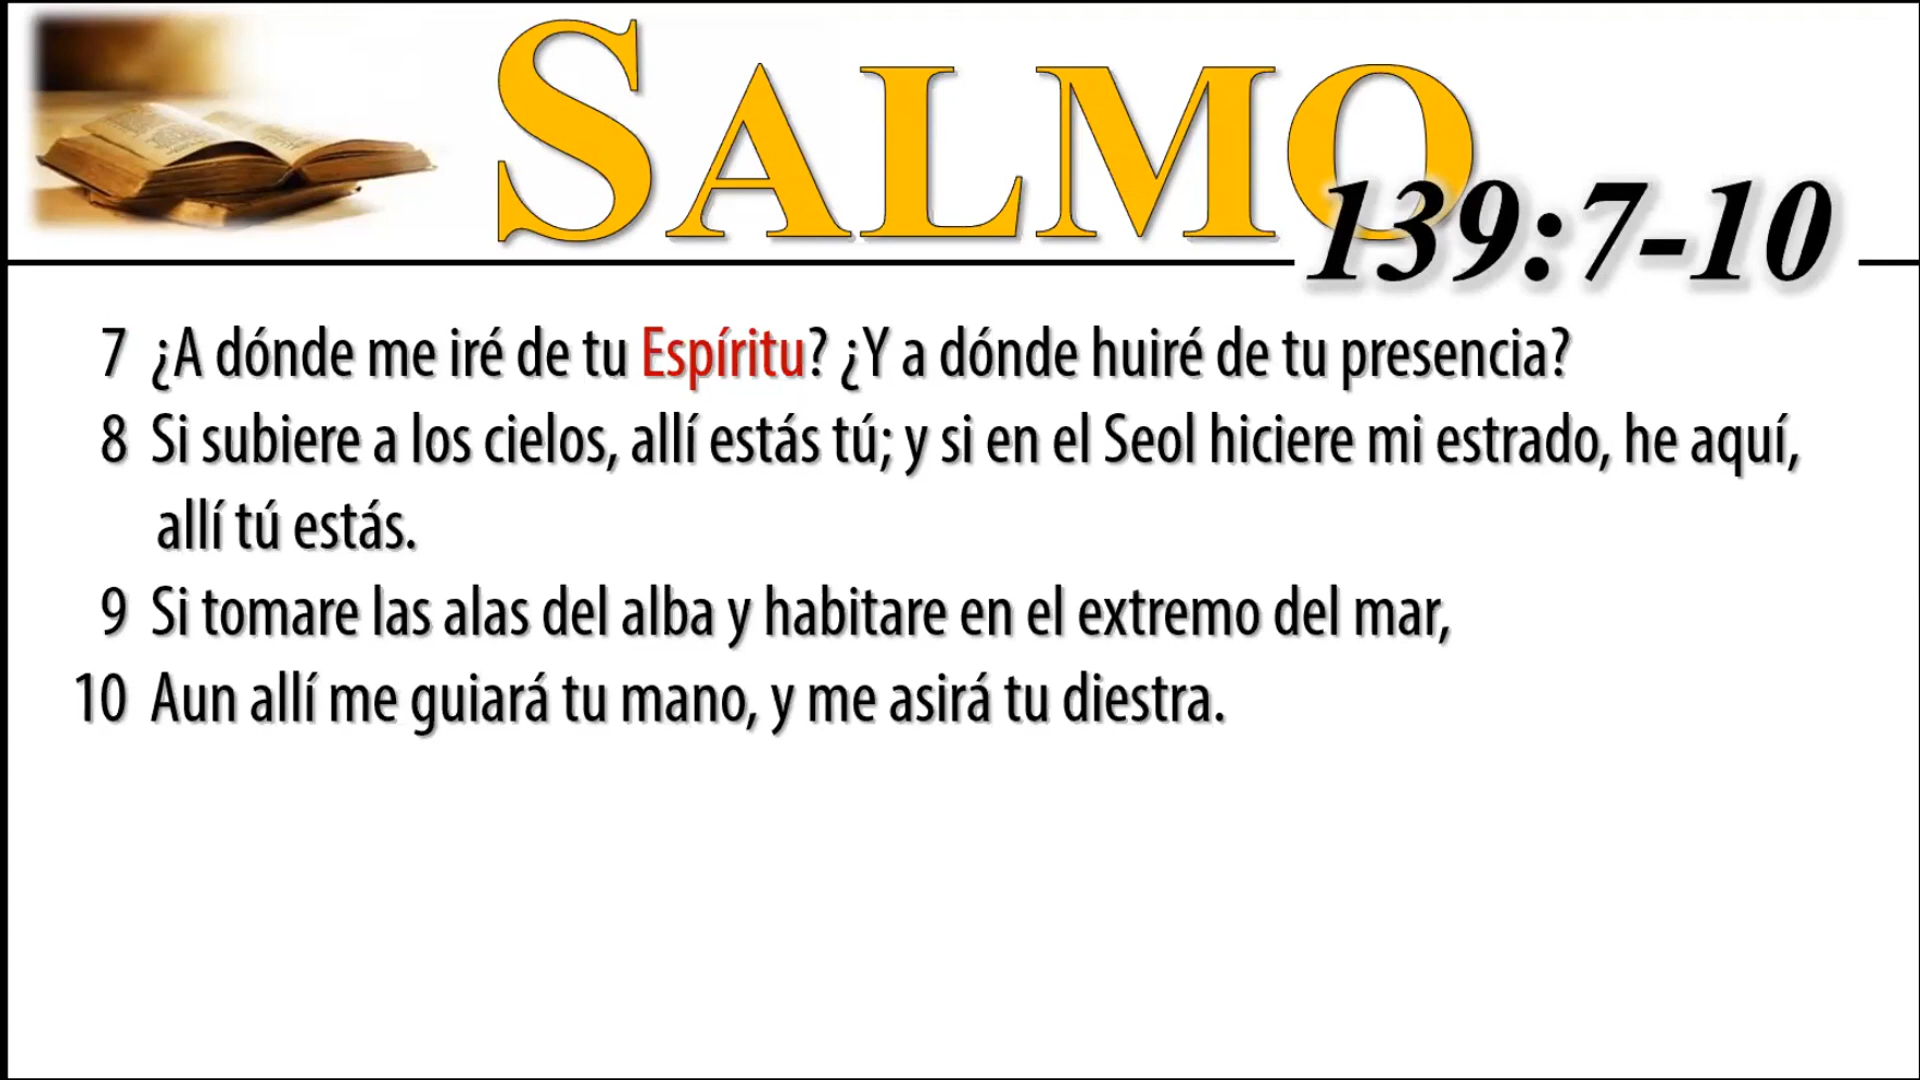 SALMO
139:7-10
7 ¿A dónde me iré de tu Espíritu? ¿Y a dónde huiré de tu presencia?
8 Si subiere a los cielos, allí estás tú; y si en el Seol hiciere mi estrado, he aquí,
allí tú estás.
9 Si tomare las alas del alba y habitare en el extremo del mar,
10 Aun allí me guiará tu mano, y me asirá tu diestra.